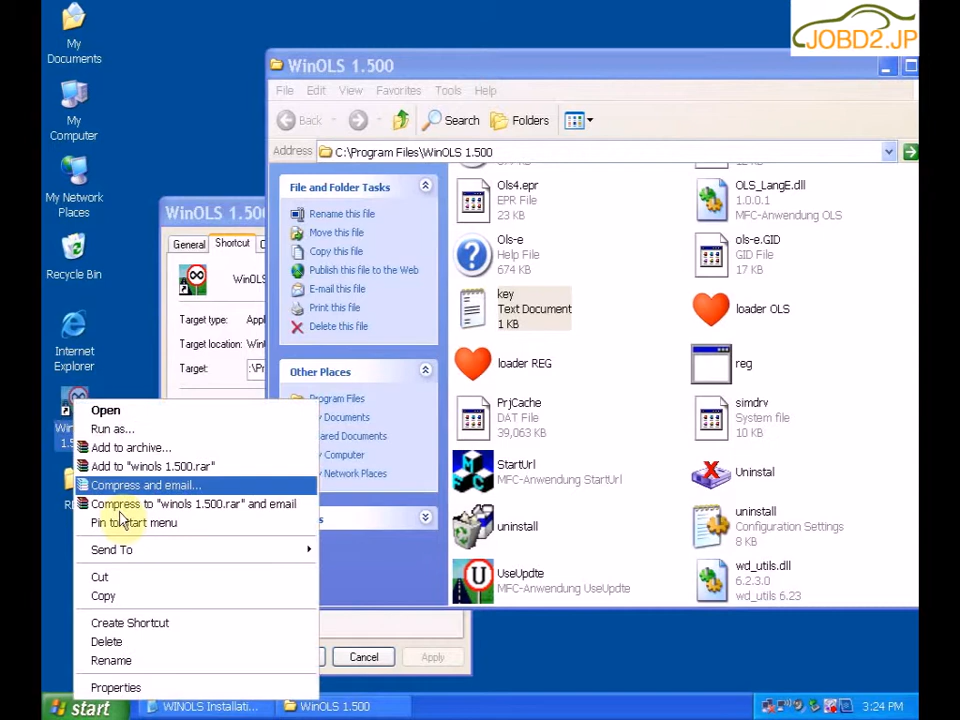 My
Documents
My
Computer
My Network
Places
Recycle Bin
Internet
Explorer
JOBD2.JP
WinOLS 1.500
File Edit View Favorites Tools Help
Back Search Folders
Address C:\Program Files\WinOLS 1.500
File and Folder Tasks
Rename this file
Move this file
Copy this file
Publish this file to the Web
E-mail this file
Print this file
Delete this file
Other Places
Program Files
Documents
Network Places
Ols4.epr
EPR File
23 KB
OLS_LangE.dll
1.0.0.1
MFC-Anwendung OLS
Ols-e
Help File
674 KB
ols-e.GID
GID File
17 KB
key
Text Document
1 KB
loader OLS
loader REG
reg
PrjCache
DAT File
39,063 KB
simdrv
System file
10 KB
StartUrl
MFC-Anwendung StartUrl
Uninstal
uninstall
uninstall
Configuration Settings
8 KB
UseUpdte
MFC-Anwendung UseUpdte
wd_utils.dll
6.2.3.0
wd_utils 6.23
WinOLS 1.50
General Shortcut
WinOLS
Target type:
Target location:
Target:
Cancel Apply
Open
Run as...
Add to archive...
Add to "winols 1.500.rar"
Compress and email...
Compress to "winols 1.500.rar" and email
Pin to start menu
Send To
Cut
Copy
Create Shortcut
Delete
Rename
Properties
start WINOLS Installati... WinOLS 1.500 3:24 PM